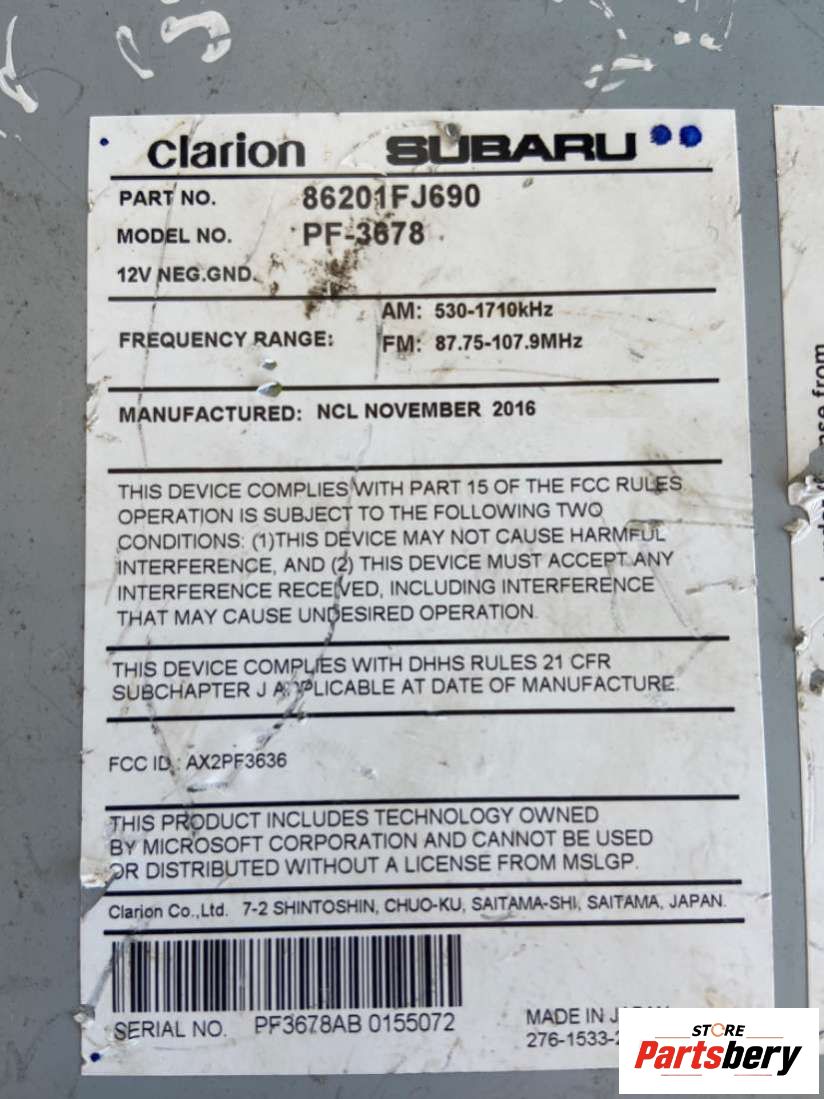 clarion SUBARU
PART NO. 86201FJ690
MODEL NO. PF-3678
12V NEG.GND.
AM: 530-1710kHz
FREQUENCY RANGE: FM: 87.75-107.9MHz
MANUFACTURED: NCL NOVEMBER 2016
THIS DEVICE COMPLIES WITH PART 15 OF THE FCC RULES
OPERATION IS SUBJECT TO THE FOLLOWING TWO
CONDITIONS: (1)THIS DEVICE MAY NOT CAUSE HARMFUL
INTERFERENCE, AND (2) THIS DEVICE MUST ACCEPT ANY
INTERFERENCE RECEIVED, INCLUDING INTERFERENCE
THAT MAY CAUSE UNDESIRED OPERATION.
THIS DEVICE COMPLIES WITH DHHS RULES 21 CFR
SUBCHAPTER J APPLICABLE AT DATE OF MANUFACTURE.
FCC ID : AX2PF3636
THIS PRODUCT INCLUDES TECHNOLOGY OWNED
BY MICROSOFT CORPORATION AND CANNOT BE USED
OR DISTRIBUTED WITHOUT A LICENSE FROM MSLGP.
Clarion Co.,Ltd. 7-2 SHINTOSHIN, CHUO-KU, SAITAMA-SHI, SAITAMA, JAPAN.
SERIAL NO. PF3678AB 0155072
MADE IN JAPAN
276-1533-
STORE
Partsbery
from